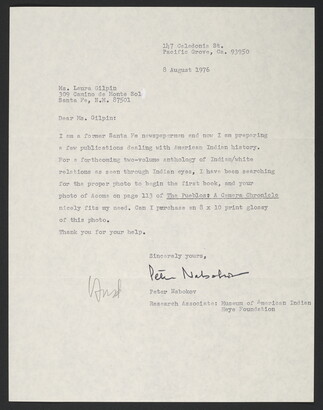 147 Caledonia St.
Pacific Grove, Ca. 93950
8 August 1976
Ms. Laura Gilpin
309 Camino de Monte Sol
Santa Fe, N.M. 87501
Dear Ms. Gilpin:
I am a former Santa Fe newspaperman and now I am preparing
a few publications dealing with American Indian history.
For a forthcoming two-volume anthology of Indian/white
relations as seen through Indian eyes, I have been searching
for the proper photo to begin the first book, and your
photo of Acoma on page 113 of The Pueblos: A Camera Chronicle
nicely fits my need. Can I purchase an 8 x 10 print glossy
of this photo.
Thank you for your help.
Sincerely yours,
Peter Nabokov
Peter Nabokov
Research Associate: Museum of American Indian
Heye Foundation